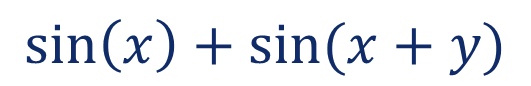 sin(x) + sin(x + y)